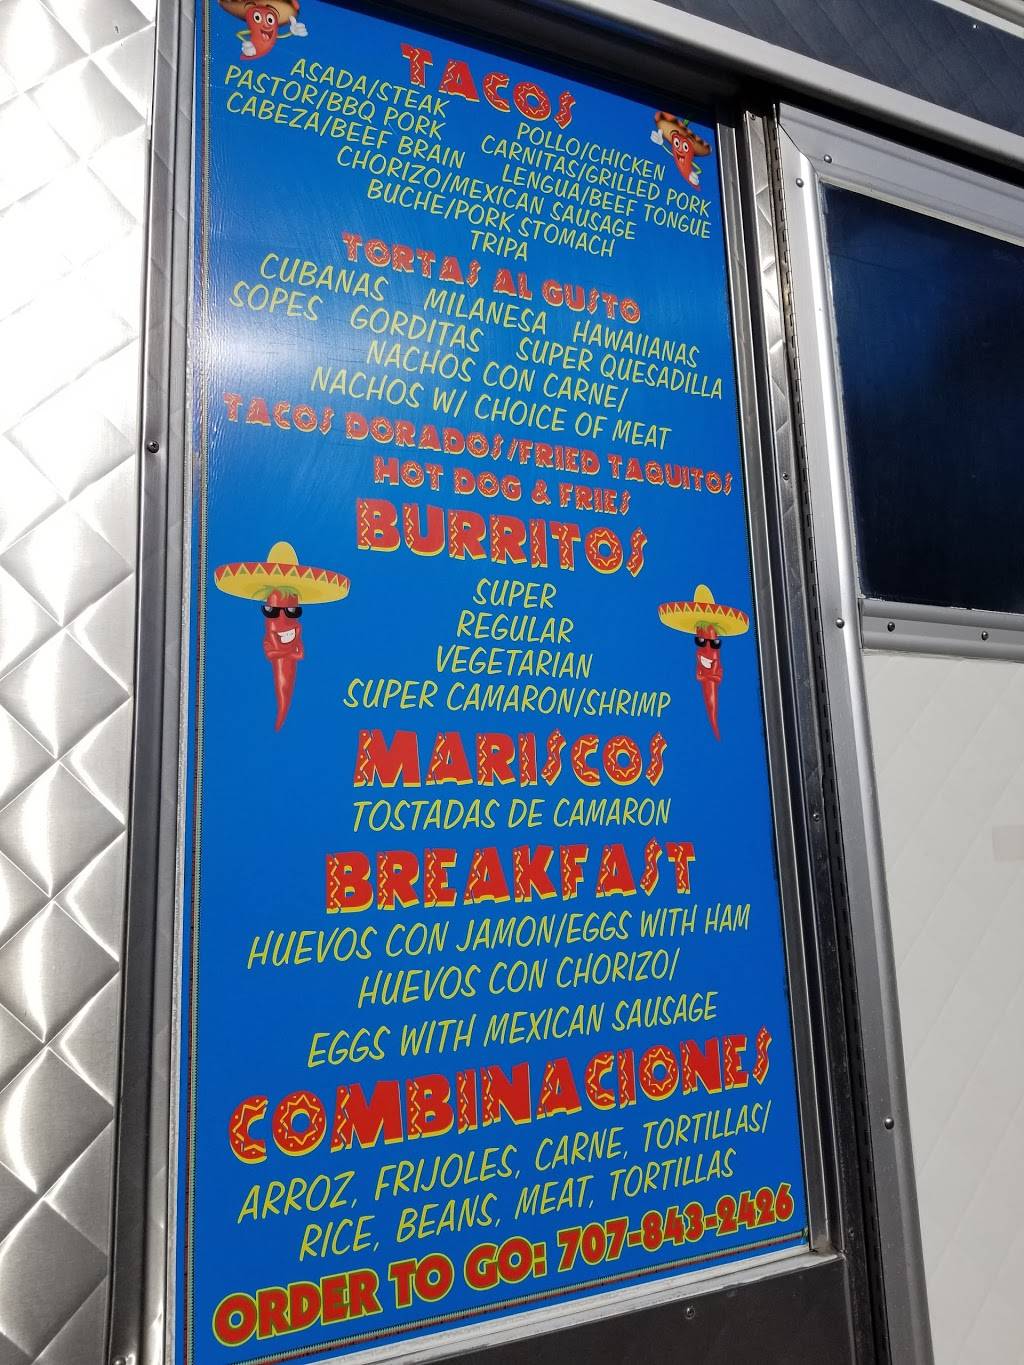 TACOS
ASADA/STEAK POLLO/CHICKEN
PASTOR/BBQ PORK CARNITAS/GRILLED PORK
CABEZA/BEEF BRAIN LENGUA/BEEF TONGUE
CHORIZO/MEXICAN SAUSAGE
BUCHE/PORK STOMACH
TRIPA
TORTAS AL GUSTO
CUBANAS MILANESA HAWAIIANAS
SOPES GORDITAS SUPER QUESADILLA
NACHOS CON CARNE/
NACHOS W/ CHOICE OF MEAT
TACOS DORADOS/FRIED TAQUITOS
HOT DOG & FRIES
BURRITOS
SUPER
REGULAR
VEGETARIAN
SUPER CAMARON/SHRIMP
MARISCOS
TOSTADAS DE CAMARON
BREAKFAST
HUEVOS CON JAMON/EGGS WITH HAM
HUEVOS CON CHORIZO/
EGGS WITH MEXICAN SAUSAGE
COMBINACIONES
ARROZ, FRIJOLES, CARNE, TORTILLAS/
RICE, BEANS, MEAT, TORTILLAS
ORDER TO GO: 707-843-2426